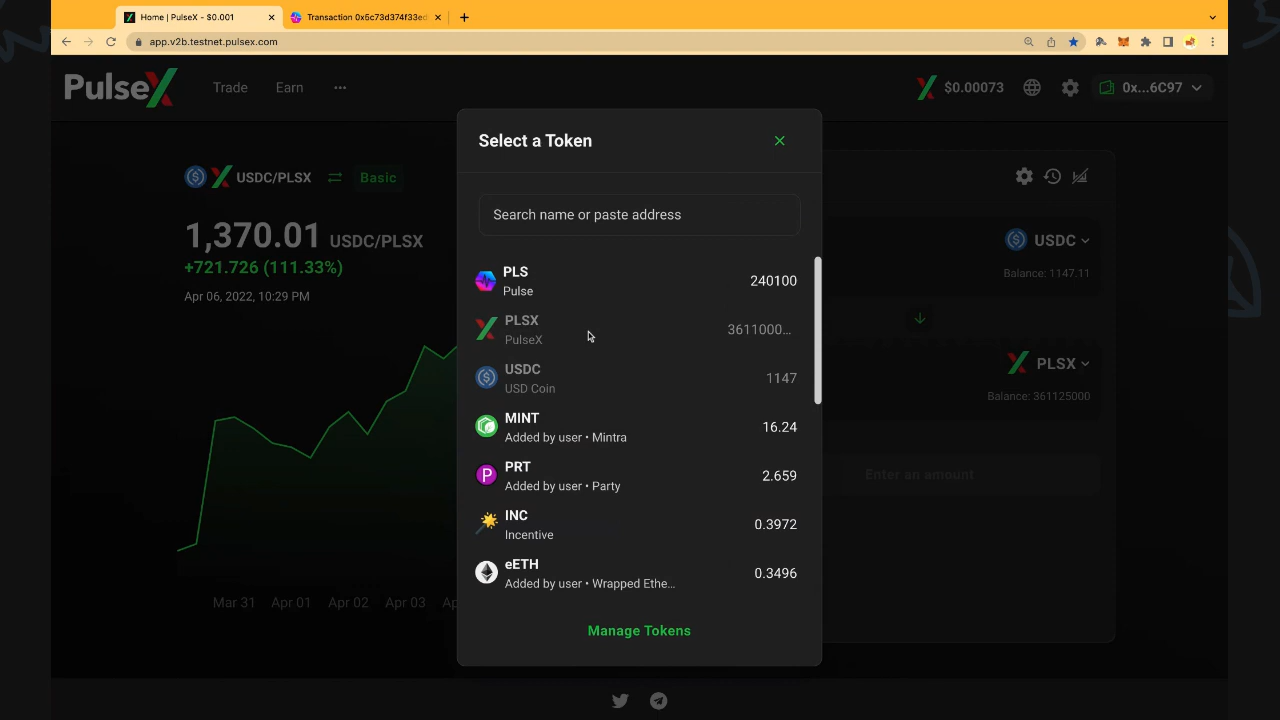 Home | PulseX - $0.001
Transaction 0x5c73d374f33ed
app.v2b.testnet.pulsex.com
PulseX
Trade
Earn
$0.00073
0x...6C97
Select a Token
Search name or paste address
USDC/PLSX
Basic
1,370.01 USDC/PLSX
+721.726 (111.33%)
Apr 06, 2022, 10:29 PM
PLS
Pulse
240100
PLSX
PulseX
3611000...
USDC
USD Coin
1147
MINT
Added by user • Mintra
16.24
PRT
Added by user • Party
2.659
INC
Incentive
0.3972
eETH
Added by user • Wrapped Ethe...
0.3496
Manage Tokens
USDC
Balance: 1147.11
PLSX
Balance: 361125000
Enter an amount
Mar 31
Apr 01
Apr 02
Apr 03